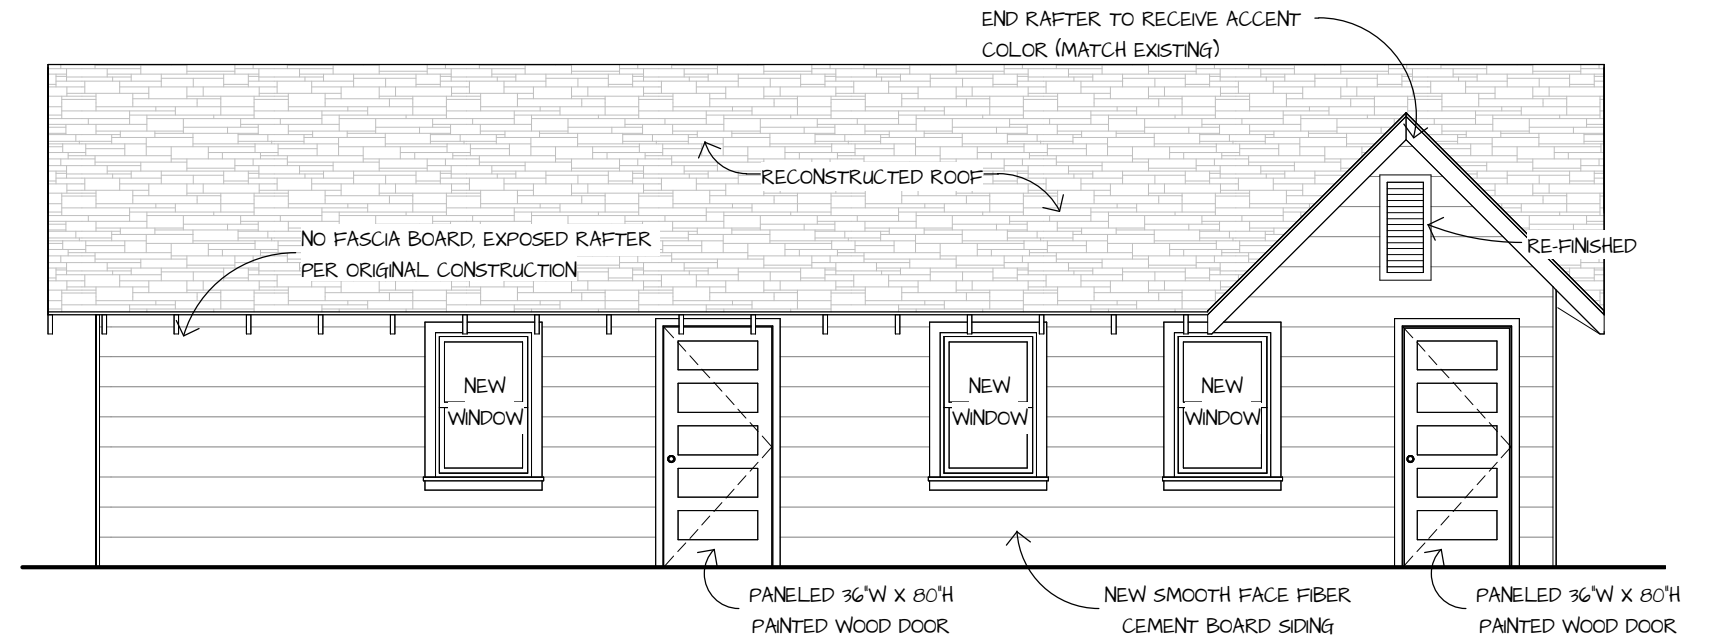 END RAFTER TO RECEIVE ACCENT
COLOR (MATCH EXISTING)
RECONSTRUCTED ROOF
NO FASCIA BOARD, EXPOSED RAFTER
PER ORIGINAL CONSTRUCTION
RE-FINISHED
NEW
WINDOW
NEW
WINDOW
NEW
WINDOW
PANELED 36"W X 80"H
PAINTED WOOD DOOR
NEW SMOOTH FACE FIBER
CEMENT BOARD SIDING
PANELED 36"W X 80"H
PAINTED WOOD DOOR